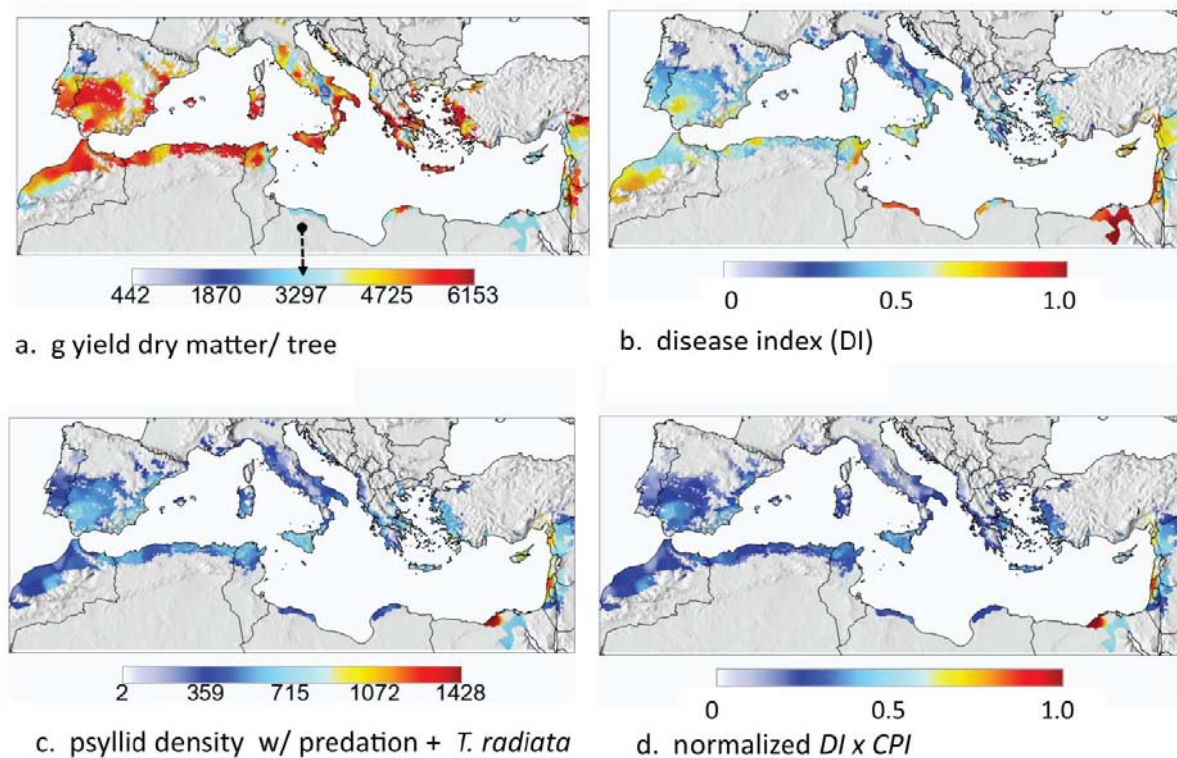 442 1870 3297 4725 6153
a. g yield dry matter/ tree
0 0.5 1.0
b. disease index (DI)
2 359 715 1072 1428
c. psyllid density w/ predation + T. radiata
0 0.5 1.0
d. normalized DI x CPI